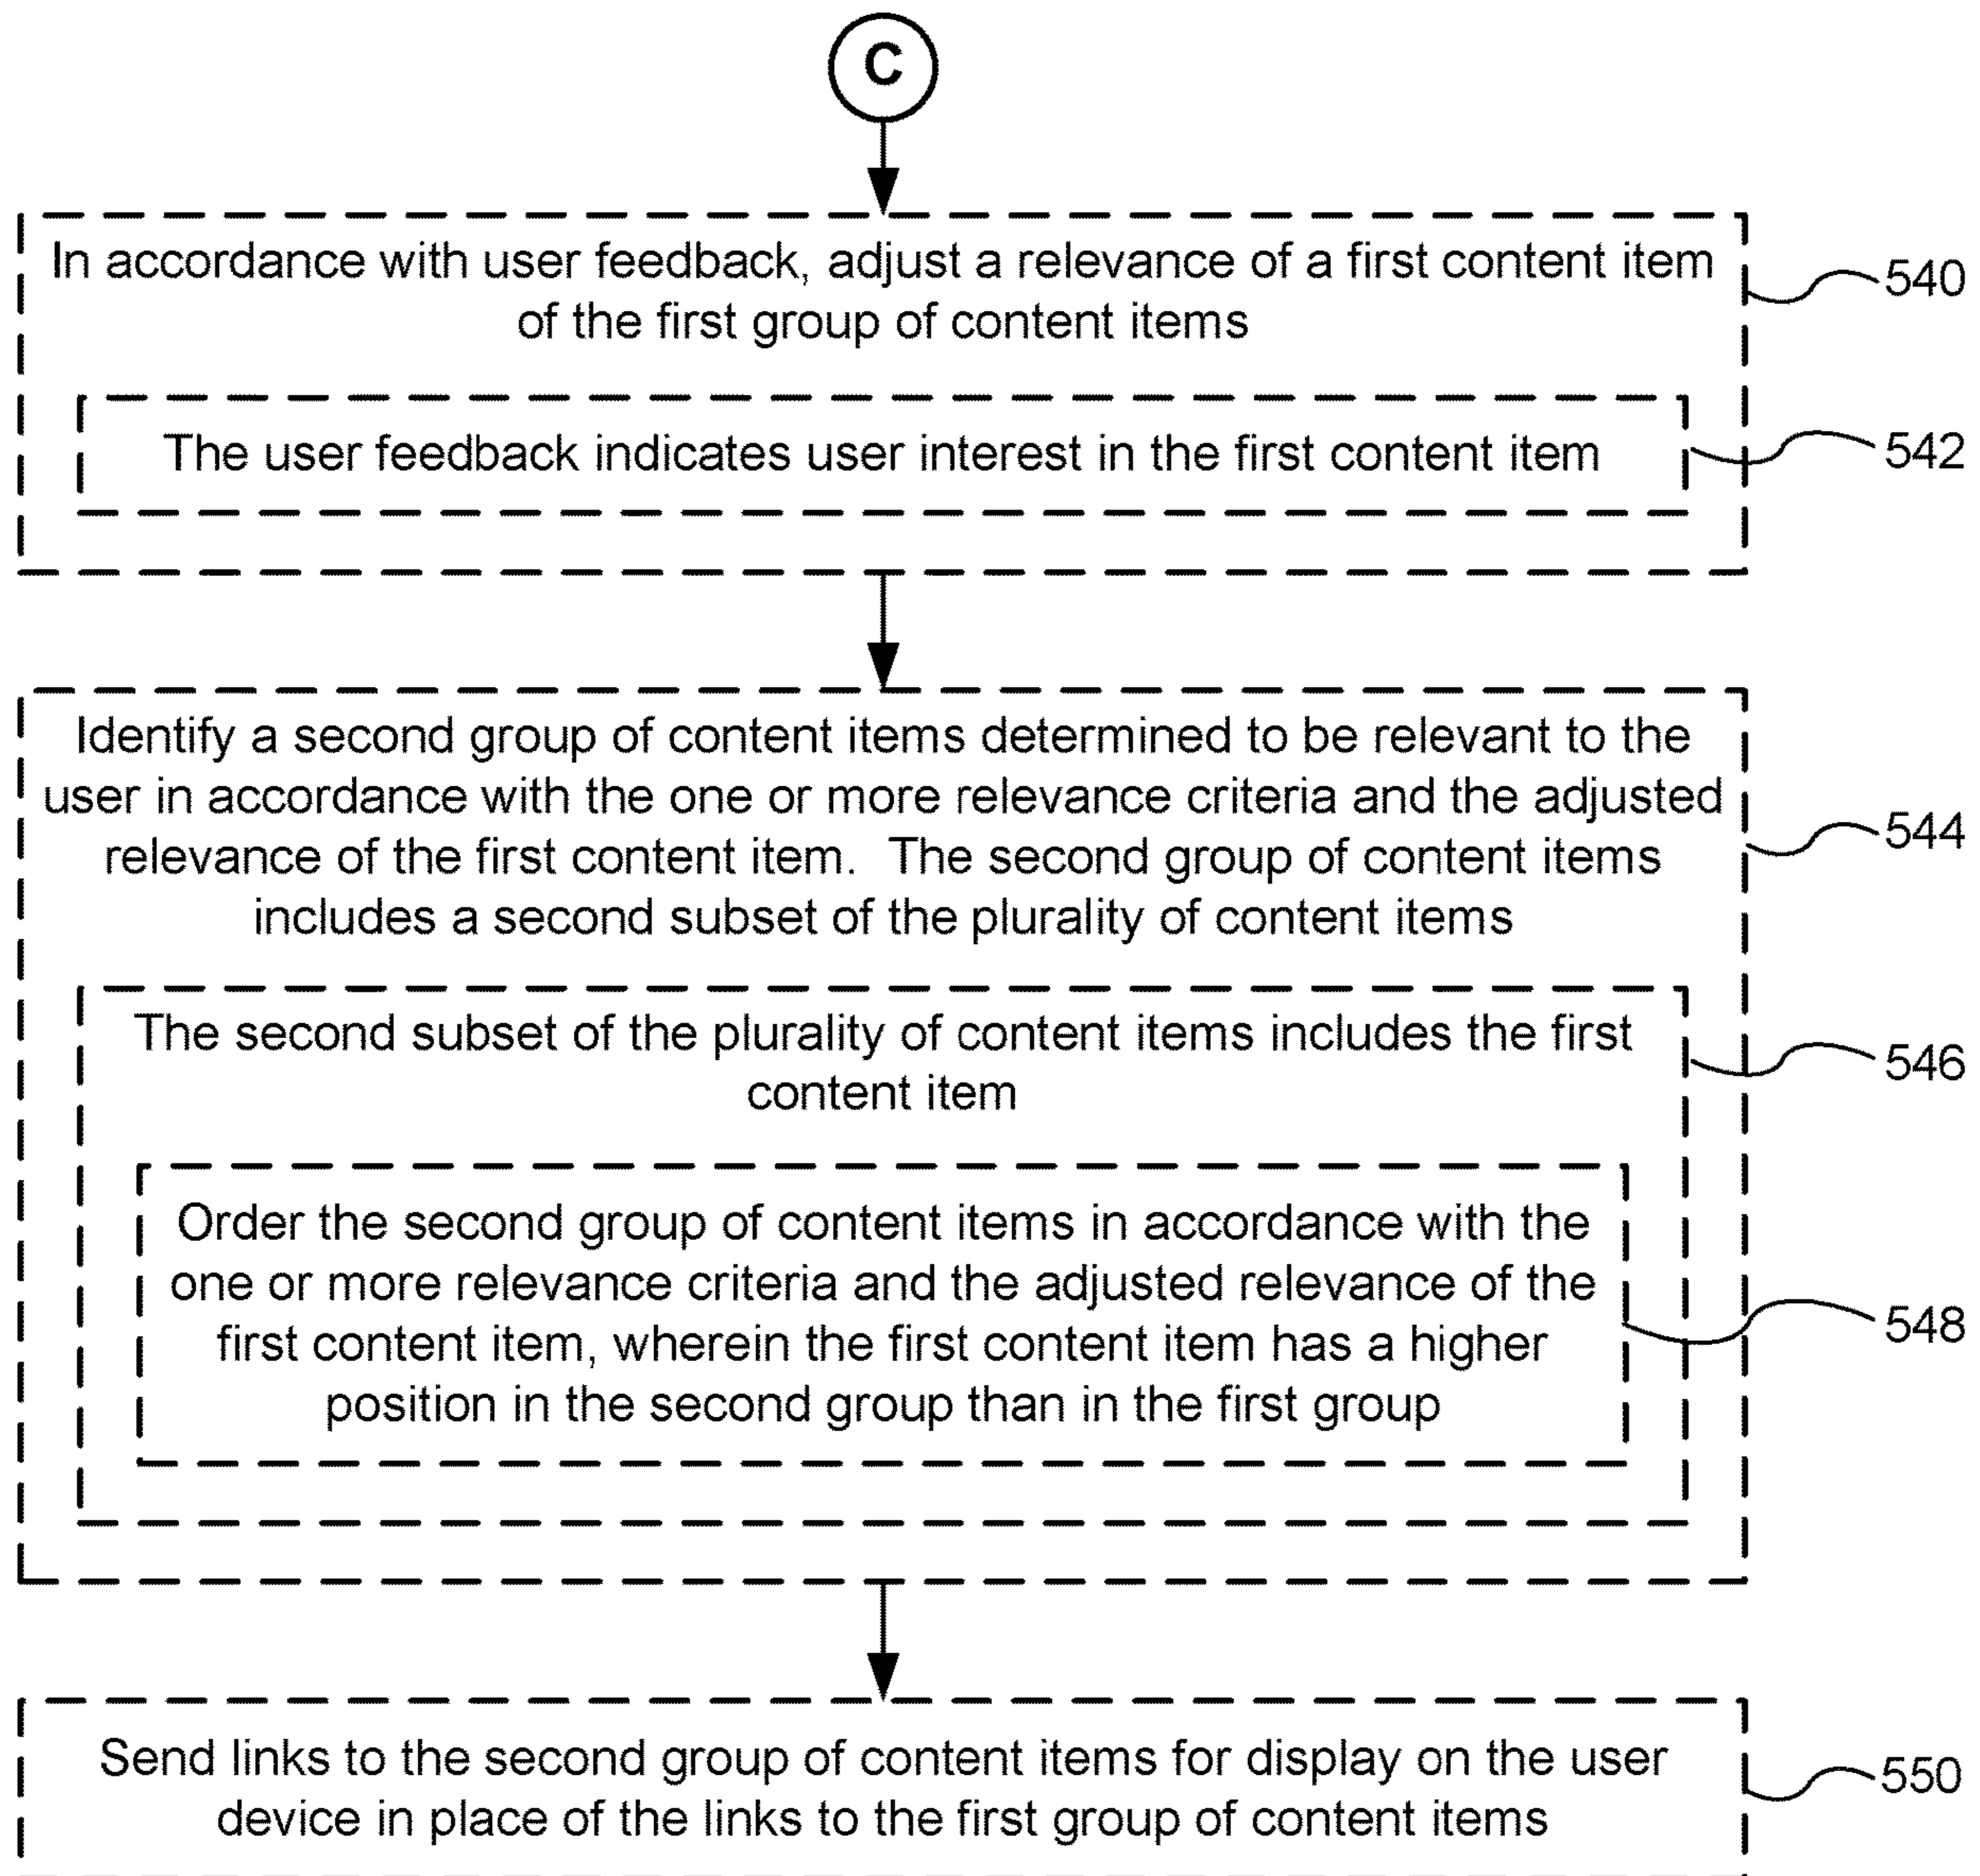 C
In accordance with user feedback, adjust a relevance of a first content item
of the first group of content items
540
The user feedback indicates user interest in the first content item
542
Identify a second group of content items determined to be relevant to the
user in accordance with the one or more relevance criteria and the adjusted
relevance of the first content item.  The second group of content items
includes a second subset of the plurality of content items
544
The second subset of the plurality of content items includes the first
content item
546
Order the second group of content items in accordance with the
one or more relevance criteria and the adjusted relevance of the
first content item, wherein the first content item has a higher
position in the second group than in the first group
548
Send links to the second group of content items for display on the user
device in place of the links to the first group of content items
550